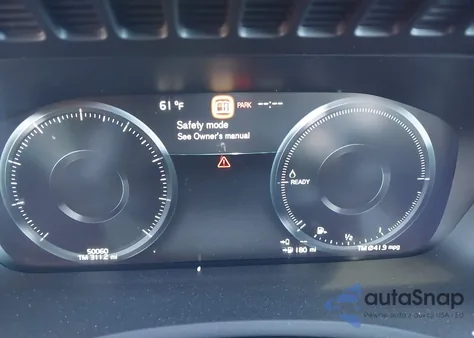 61°F PARK --:--
Safety mode
See Owner's manual
READY
1/2
50060
TM 311.2 mi
180 mi
TM Ø41.9 mpg
autoSnap